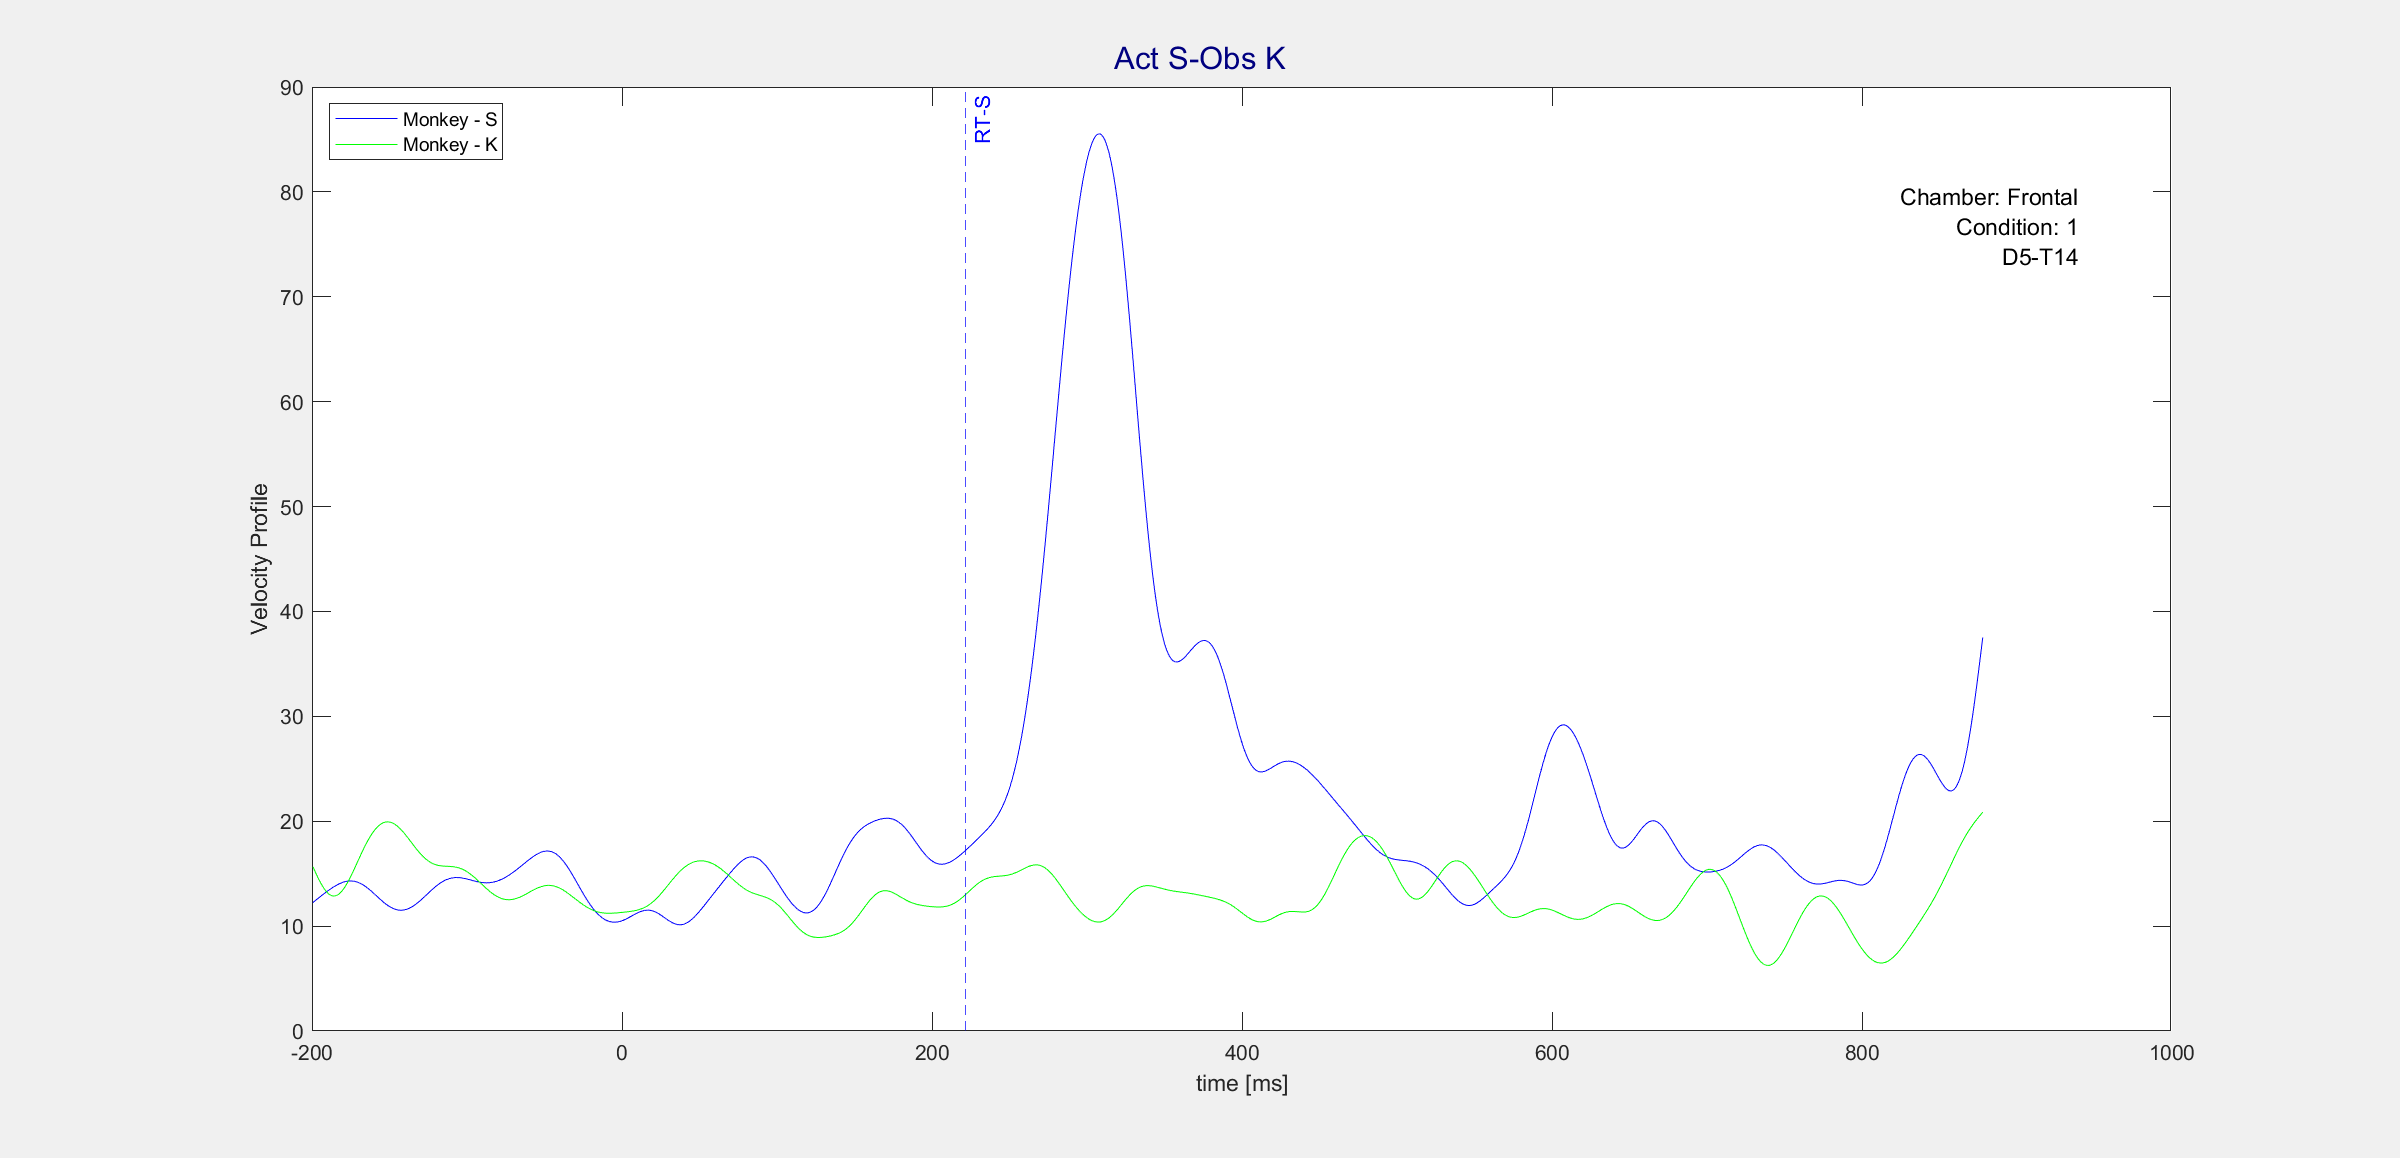 Act S-Obs K
90
80
70
60
50
40
30
20
10
0
Velocity Profile
Monkey - S
Monkey - K
RT-S
Chamber: Frontal
Condition: 1
D5-T14
-200 0 200 400 600 800 1000
time [ms]